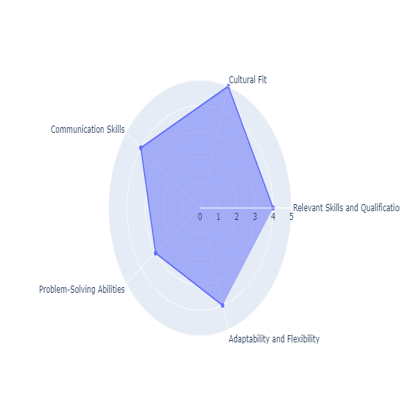 Cultural Fit
Communication Skills
Relevant Skills and Qualification
0 1 2 3 4 5
Problem-Solving Abilities
Adaptability and Flexibility